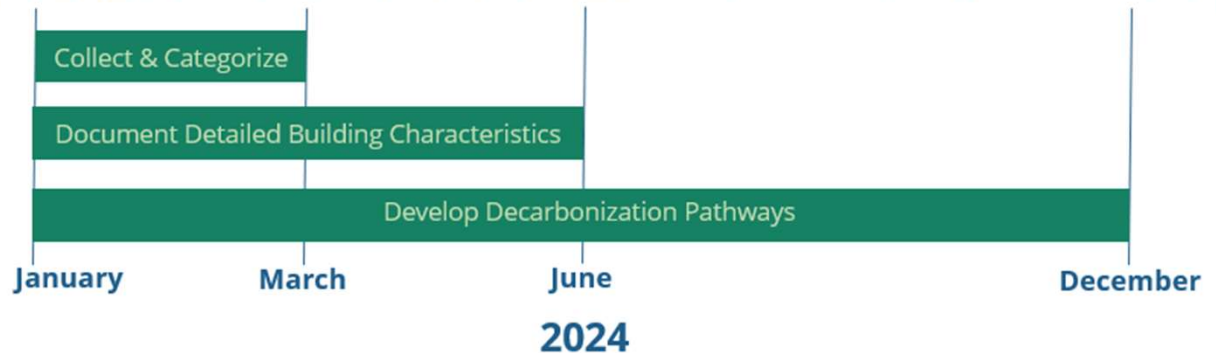 Collect & Categorize
Document Detailed Building Characteristics
Develop Decarbonization Pathways
January March June December
2024